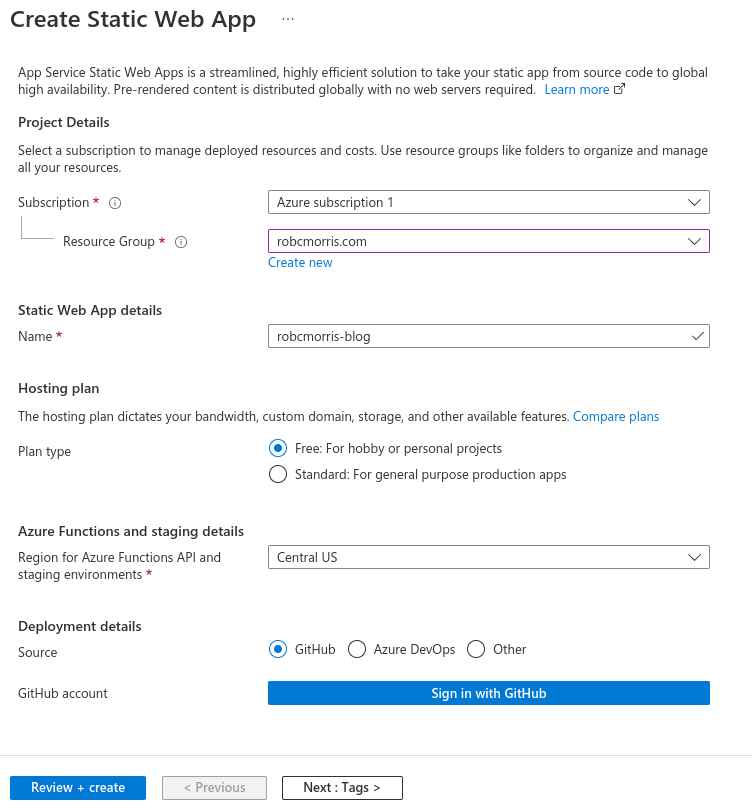 Create Static Web App ...
App Service Static Web Apps is a streamlined, highly efficient solution to take your static app from source code to global
high availability. Pre-rendered content is distributed globally with no web servers required. Learn more
Project Details
Select a subscription to manage deployed resources and costs. Use resource groups like folders to organize and manage
all your resources.
Subscription *
Azure subscription 1
Resource Group *
robcmorris.com
Create new
Static Web App details
Name *
robcmorris-blog
Hosting plan
The hosting plan dictates your bandwidth, custom domain, storage, and other available features. Compare plans
Plan type
Free: For hobby or personal projects
Standard: For general purpose production apps
Azure Functions and staging details
Region for Azure Functions API and
staging environments *
Central US
Deployment details
Source
GitHub Azure DevOps Other
GitHub account
Sign in with GitHub
Review + create < Previous Next : Tags >